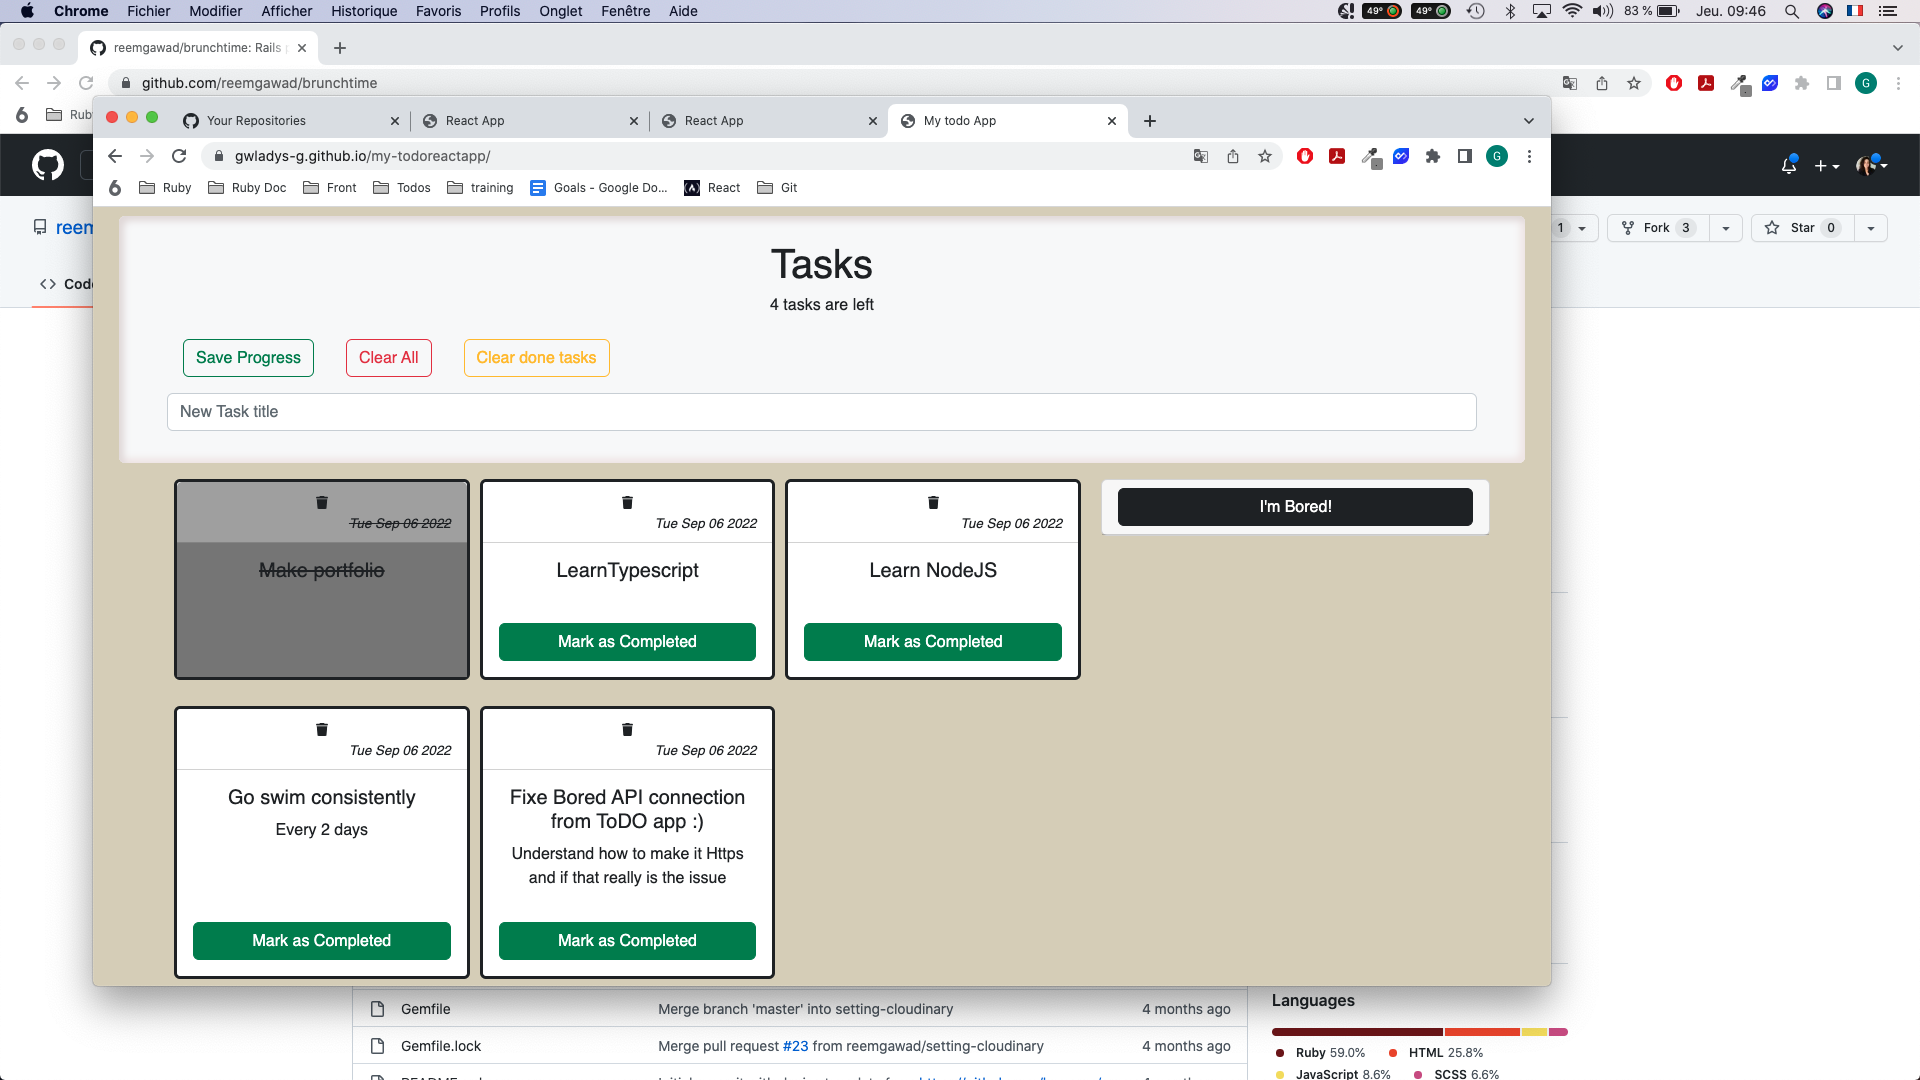 Chrome Fichier Modifier Afficher Historique Favoris Profils Onglet Fenêtre Aide 49° 49° 83 % Jeu. 09:46
reemgawad/brunchtime: Rails
github.com/reemgawad/brunchtime
G
Your Repositories React App React App My todo App
gwladys-g.github.io/my-todoreactapp/
G
Ruby Ruby Doc Front Todos training Goals - Google Do... React Git
1 Fork 3 Star 0
Tasks
4 tasks are left
Save Progress Clear All Clear done tasks
New Task title
Tue Sep 06 2022
Make portfolio
Tue Sep 06 2022
LearnTypescript
Mark as Completed
Tue Sep 06 2022
Learn NodeJS
Mark as Completed
I'm Bored!
Tue Sep 06 2022
Go swim consistently
Every 2 days
Mark as Completed
Tue Sep 06 2022
Fixe Bored API connection
from ToDO app :)
Understand how to make it Https
and if that really is the issue
Mark as Completed
Gemfile Merge branch 'master' into setting-cloudinary 4 months ago
Gemfile.lock Merge pull request #23 from reemgawad/setting-cloudinary 4 months ago
Languages
Ruby 59.0% HTML 25.8%
JavaScript 8.6% SCSS 6.6%